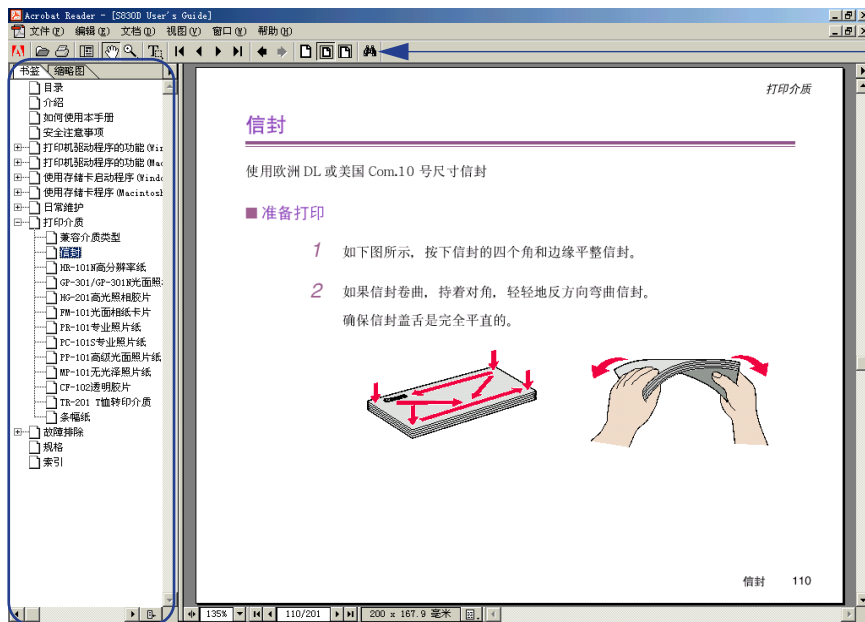 Acrobat Reader - [S830D User's Guide]
文件(F) 编辑(E) 文档(D) 视图(V) 窗口(W) 帮助(H)
书签 缩略图
目录
介绍
如何使用本手册
安全注意事项
打印机驱动程序的功能(Win
打印机驱动程序的功能(Mac
使用存储卡启动程序(Windo
使用存储卡程序(Macintosh
日常维护
打印介质
兼容介质类型
信封
HR-101N高分辨率纸
GP-301/GP-301N光面照
HG-201高光照相胶片
FM-101光面相纸卡片
PR-101专业照片纸
PC-101S专业照片纸
PP-101高级光面照片纸
MP-101无光泽照片纸
CF-102透明胶片
TR-201 T恤转印介质
条幅纸
故障排除
规格
索引
打印介质
信封
使用欧洲 DL 或美国 Com.10 号尺寸信封
准备打印
1 如下图所示，按下信封的四个角和边缘平整信封。
2 如果信封卷曲，持着对角，轻轻地反方向弯曲信封。
确保信封盖舌是完全平直的。
Canon
信封 110
135% 110/201 200 x 167.9 毫米